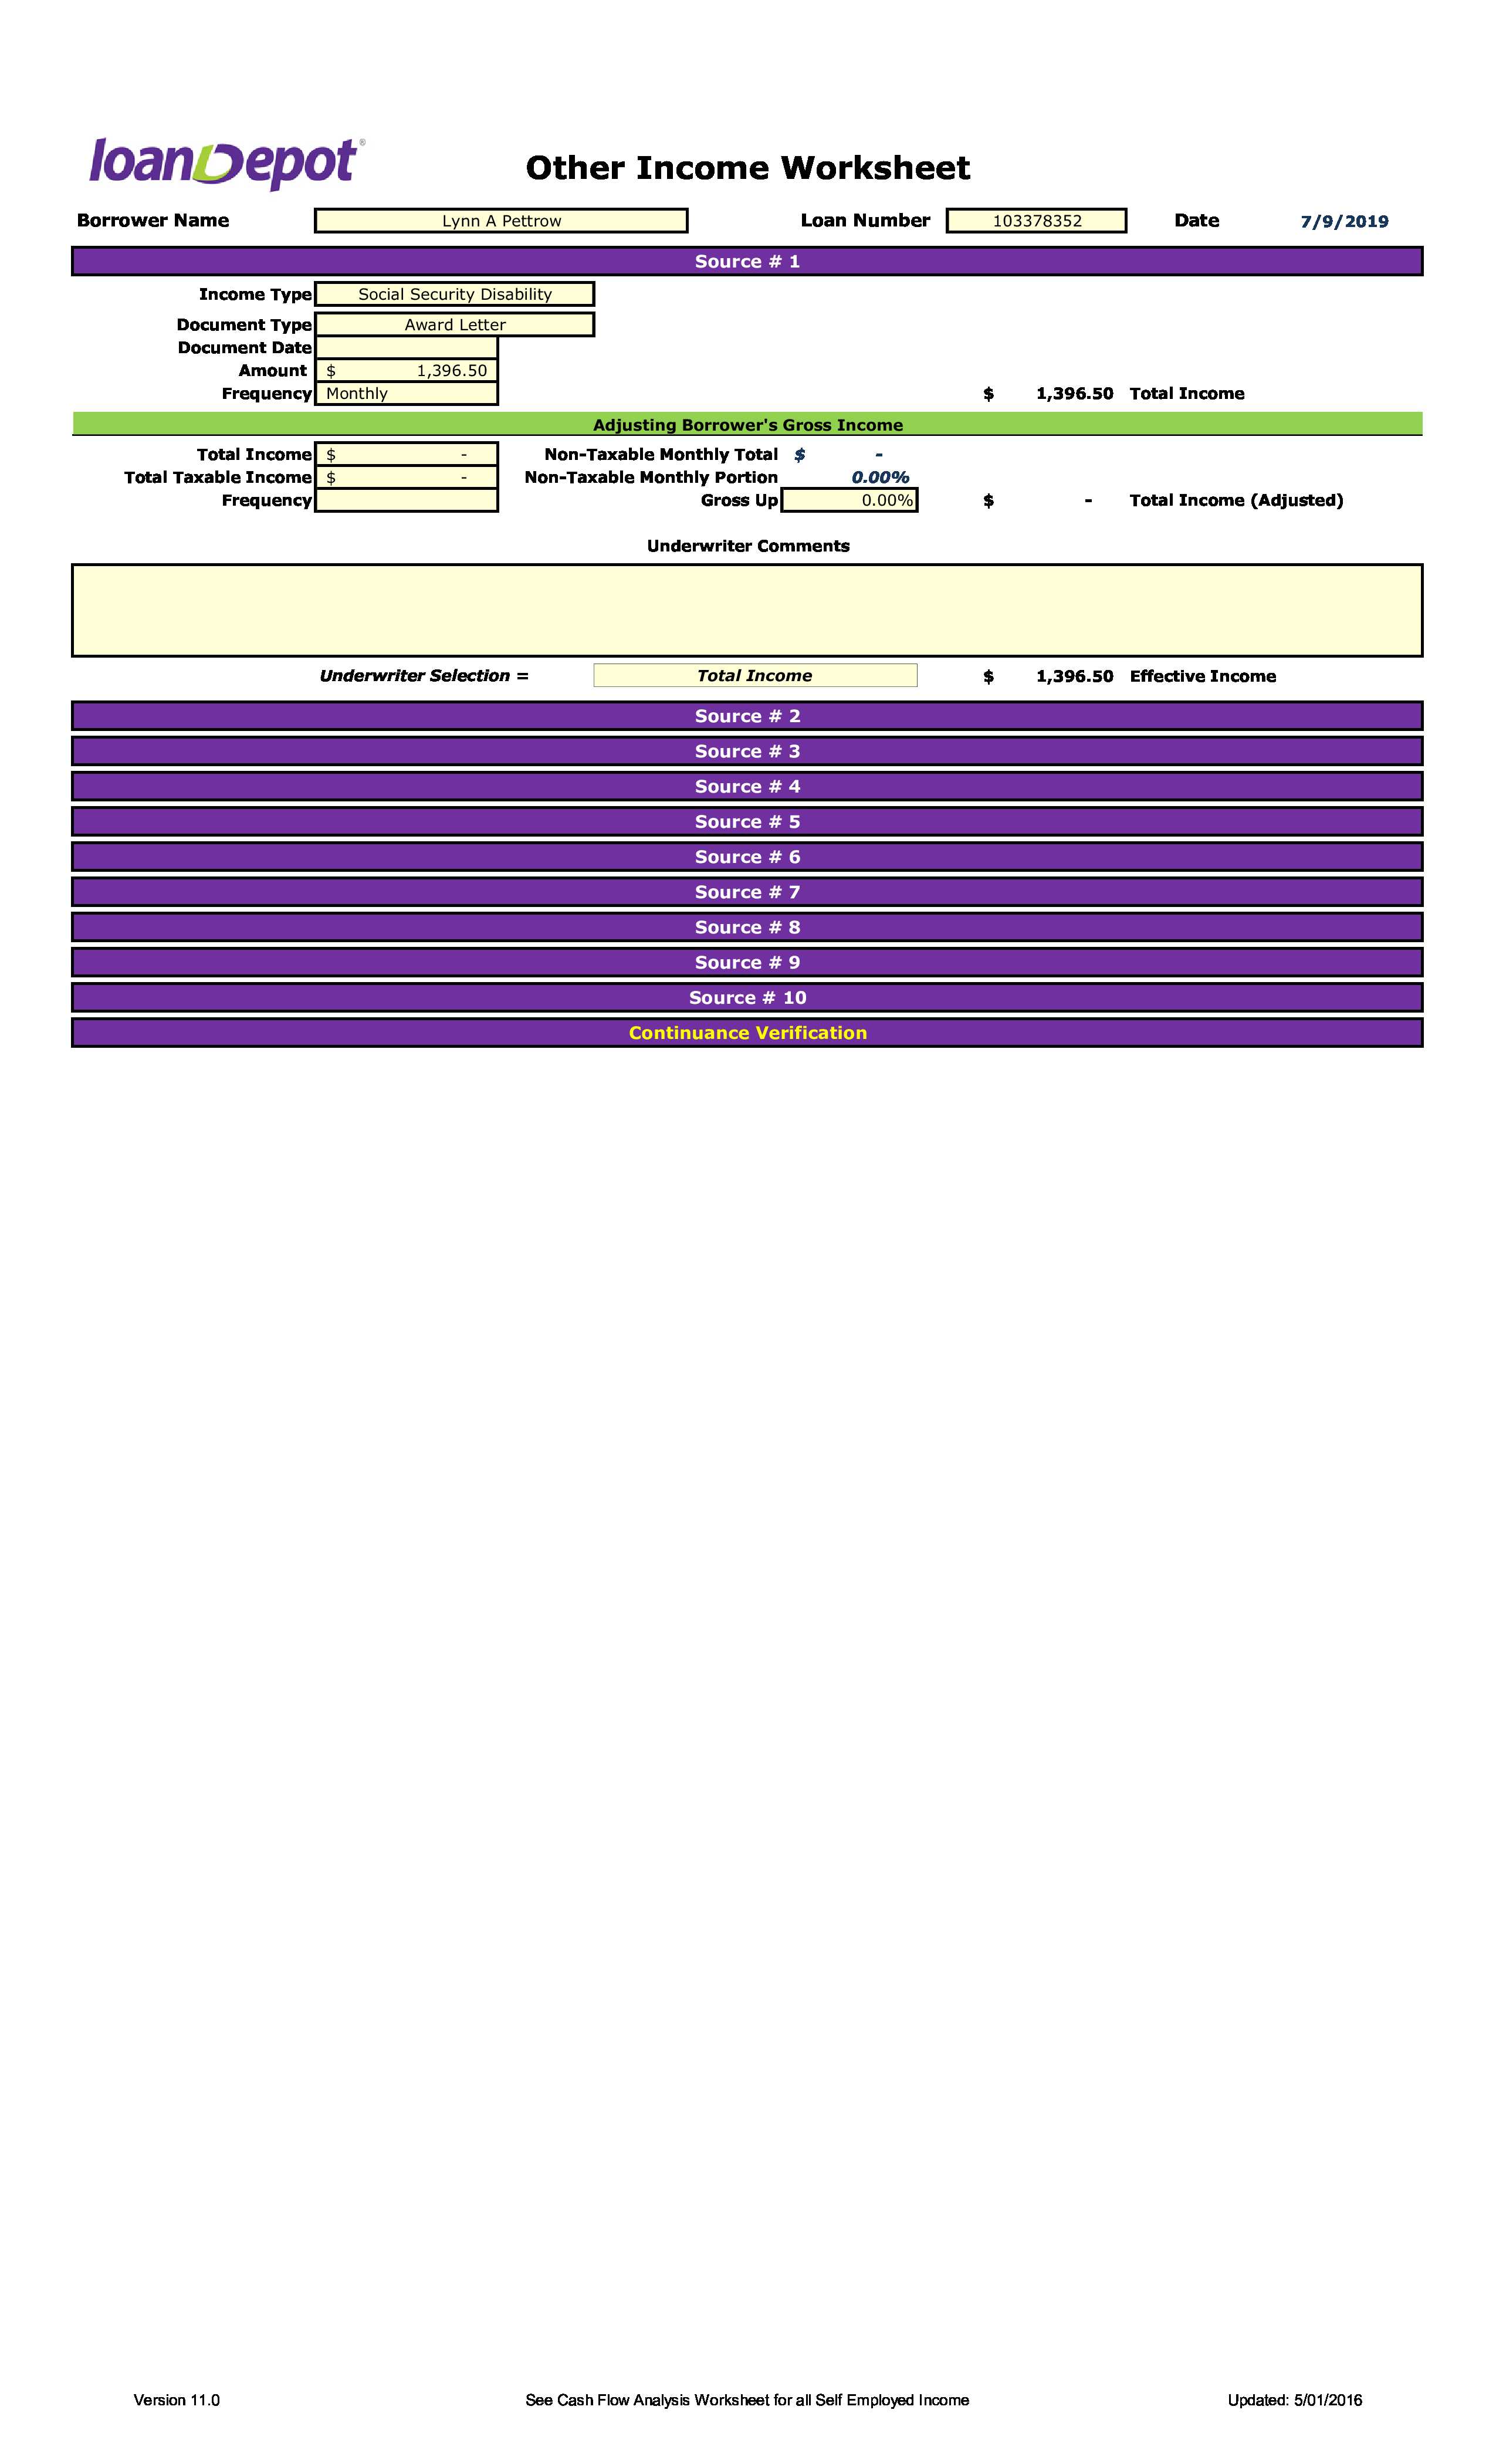 loanDepot®
Other Income Worksheet
Borrower Name Lynn A Pettrow Loan Number 103378352 Date 7/9/2019
Source # 1
Income Type Social Security Disability
Document Type Award Letter
Document Date
Amount $ 1,396.50
Frequency Monthly $ 1,396.50 Total Income
Adjusting Borrower's Gross Income
Total Income $ - Non-Taxable Monthly Total $ -
Total Taxable Income $ - Non-Taxable Monthly Portion 0.00%
Frequency Gross Up 0.00% $ - Total Income (Adjusted)
Underwriter Comments
Underwriter Selection = Total Income $ 1,396.50 Effective Income
Source # 2
Source # 3
Source # 4
Source # 5
Source # 6
Source # 7
Source # 8
Source # 9
Source # 10
Continuance Verification
Version 11.0 See Cash Flow Analysis Worksheet for all Self Employed Income Updated: 5/01/2016